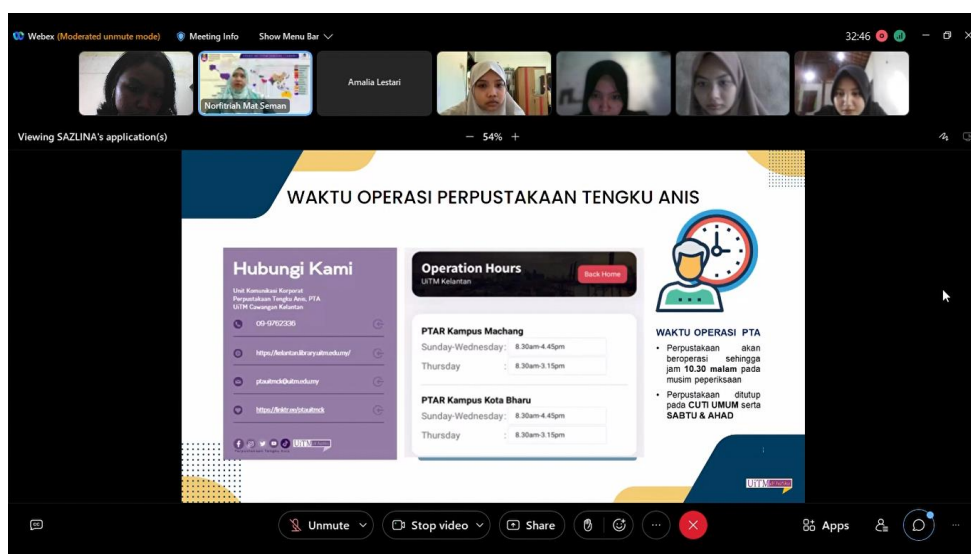 Webex (Moderated unmute mode) Meeting Info Show Menu Bar
32:46
Norfitriah Mat Seman
Amalia Lestari
Viewing SAZLINA's application(s)
− 54% +
WAKTU OPERASI PERPUSTAKAAN TENGKU ANIS
Hubungi Kami
Unit Komunikasi Korporat
Perpustakaan Tengku Anis, PTA
UiTM Cawangan Kelantan
09-9762336
https://kelantan.library.uitm.edu.my/
https://linktr.ee/ptauitmck
Operation Hours
UiTM Kelantan
Back Home
PTAR Kampus Machang
Sunday-Wednesday: 8.30am-4.45pm
Thursday : 8.30am-3.15pm
PTAR Kampus Kota Bharu
Sunday-Wednesday: 8.30am-4.45pm
Thursday : 8.30am-3.15pm
WAKTU OPERASI PTA
• Perpustakaan akan
beroperasi sehingga
jam 10.30 malam pada
musim peperiksaan
• Perpustakaan ditutup
pada CUTI UMUM serta
SABTU & AHAD
1
UiTM
Unmute
Stop video
Share
Apps